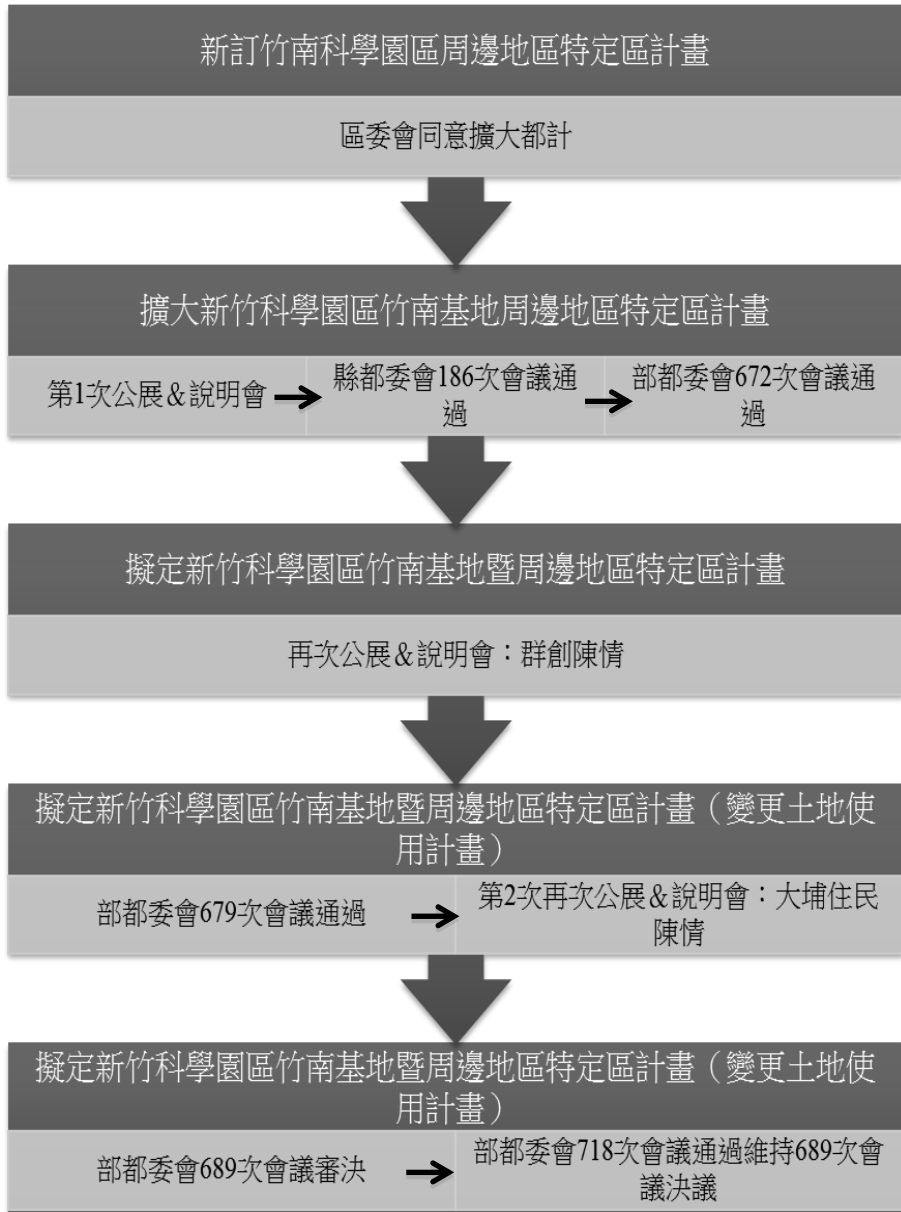 新訂竹南科學園區周邊地區特定區計畫
區委會同意擴大都計
擴大新竹科學園區竹南基地周邊地區特定區計畫
第1次公展&說明會
縣都委會186次會議通
過
部都委會672次會議通
過
擬定新竹科學園區竹南基地暨周邊地區特定區計畫
再次公展&說明會：群創陳情
擬定新竹科學園區竹南基地暨周邊地區特定區計畫（變更土地使
用計畫）
部都委會679次會議通過
第2次再次公展&說明會：大埔住民
陳情
擬定新竹科學園區竹南基地暨周邊地區特定區計畫（變更土地使
用計畫）
部都委會689次會議審決
部都委會718次會議通過維持689次會
議決議